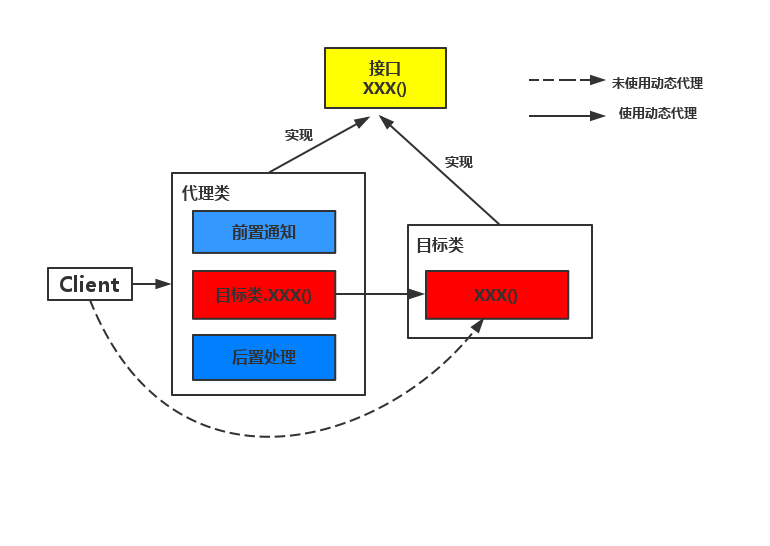 接口
XXX()
未使用动态代理
使用动态代理
实现
实现
代理类
前置通知
目标类
Client
目标类.XXX()
XXX()
后置处理